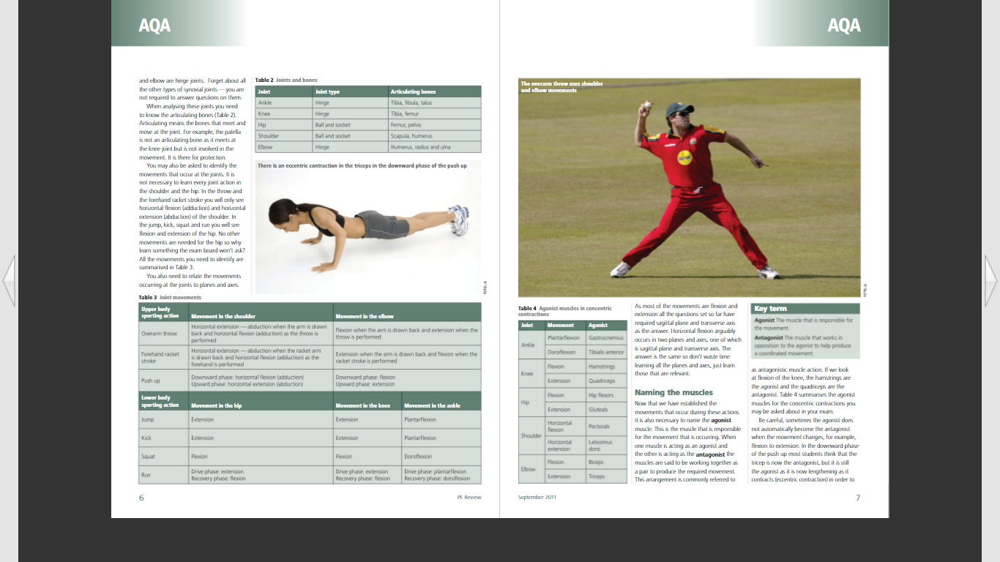 AQA
and elbow are hinge joints. Forget about all
the other types of synovial joints — you are
not required to answer questions on them.
When analysing these joints you need
to know the articulating bones (Table 2).
Articulating means the bones that meet and
move at the joint. For example, the patella
is not an articulating bone as it meets at
the knee joint but is not involved in the
movement. It is there for protection.
You may also be asked to identify the
movements that occur at the joints. It is
not necessary to learn every joint action in
the shoulder and the hip. In the throw and
the forehand racket stroke you will only see
horizontal flexion (adduction) and horizontal
extension (abduction) of the shoulder. In
the jump, kick, squat and run you will see
flexion and extension of the hip. No other
movements are needed for the hip so why
learn something the exam board won't ask?
All the movements you need to identify are
summarised in Table 3.
You also need to relate the movements
occurring at the joints to planes and axes.
Table 2 Joints and bones
Joint Joint type Articulating bones
Ankle Hinge Tibia, fibula, talus
Knee Hinge Tibia, femur
Hip Ball and socket Femur, pelvis
Shoulder Ball and socket Scapula, humerus
Elbow Hinge Humerus, radius and ulna
There is an eccentric contraction in the triceps in the downward phase of the push up
FOTOLIA
Table 3 Joint movements
Upper body
sporting action Movement in the shoulder Movement in the elbow
Overarm throw
Horizontal extension — abduction when the arm is drawn
back and horizontal flexion (adduction) as the throw is
performed
Flexion when the arm is drawn back and extension when the
throw is performed
Forehand racket
stroke
Horizontal extension — abduction when the racket arm
is drawn back and horizontal flexion (adduction) as the
forehand is performed
Extension when the arm is drawn back and flexion when the
racket stroke is performed
Push up
Downward phase: horizontal flexion (adduction)
Upward phase: horizontal extension (abduction)
Downward phase: flexion
Upward phase: extension
Lower body
sporting action Movement in the hip Movement in the knee Movement in the ankle
Jump Extension Extension Plantarflexion
Kick Extension Extension Plantarflexion
Squat Flexion Flexion Dorsiflexion
Run
Drive phase: extension
Recovery phase: flexion
Drive phase: extension
Recovery phase: flexion
Drive phase: plantarflexion
Recovery phase: dorsiflexion
6
PE Review
AQA
The overarm throw uses shoulder
and elbow movements
FOTOLIA
Table 4 Agonist muscles in concentric
contractions
Joint Movement Agonist
Ankle
Plantarflexion Gastrocnemius
Dorsiflexion Tibialis anterior
Knee
Flexion Hamstrings
Extension Quadriceps
Hip
Flexion Hip flexors
Extension Gluteals
Shoulder
Horizontal
flexion
Pectorals
Horizontal
extension
Latissimus
dorsi
Elbow
Flexion Biceps
Extension Triceps
As most of the movements are flexion and
extension all the questions set so far have
required sagittal plane and transverse axis
as the answer. Horizontal flexion arguably
occurs in two planes and axes, one of which
is sagittal plane and transverse axis. The
answer is the same so don't waste time
learning all the planes and axes, just learn
those that are relevant.
Naming the muscles
Now that we have established the
movements that occur during these actions
it is also necessary to name the agonist
muscle. This is the muscle that is responsible
for the movement that is occurring. When
one muscle is acting as an agonist and
the other is acting as the antagonist the
muscles are said to be working together as
a pair to produce the required movement.
This arrangement is commonly referred to
Key term
Agonist The muscle that is responsible for
the movement.
Antagonist The muscle that works in
opposition to the agonist to help produce
a coordinated movement.
as antagonistic muscle action. If we look
at flexion of the knee, the hamstrings are
the agonist and the quadriceps are the
antagonist. Table 4 summarises the agonist
muscles for the concentric contractions you
may be asked about in your exam.
Be careful, sometimes the agonist does
not automatically become the antagonist
when the movement changes, for example,
flexion to extension. In the downward phase
of the push up most students think that the
tricep is now the antagonist, but it is still
the agonist as it is now lengthening as it
contracts (eccentric contraction) in order to
September 2011
7